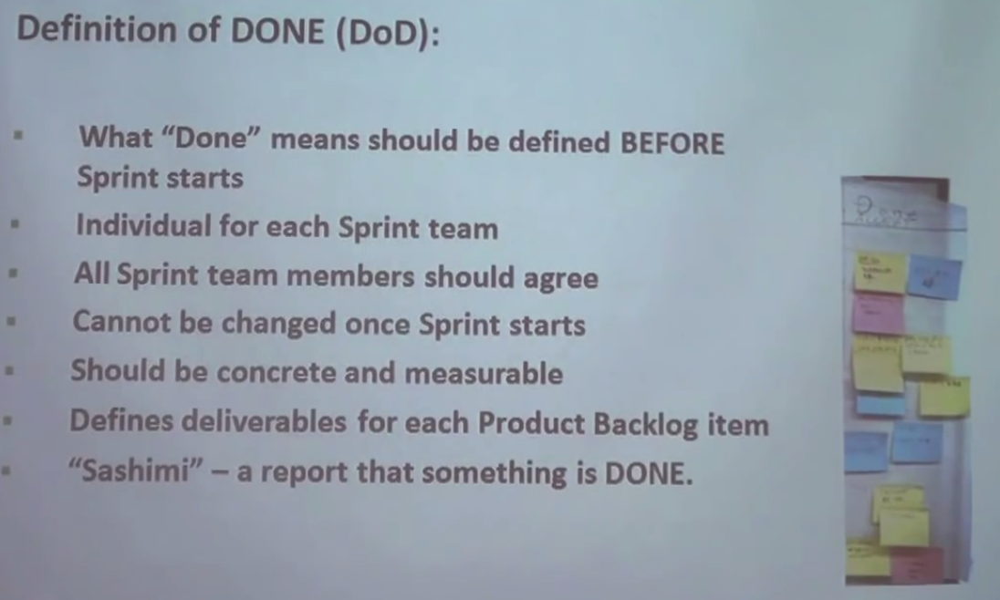 Definition of DONE (DoD):
▪ What “Done” means should be defined BEFORE
Sprint starts
▪ Individual for each Sprint team
▪ All Sprint team members should agree
▪ Cannot be changed once Sprint starts
▪ Should be concrete and measurable
▪ Defines deliverables for each Product Backlog item
▪ “Sashimi” – a report that something is DONE.